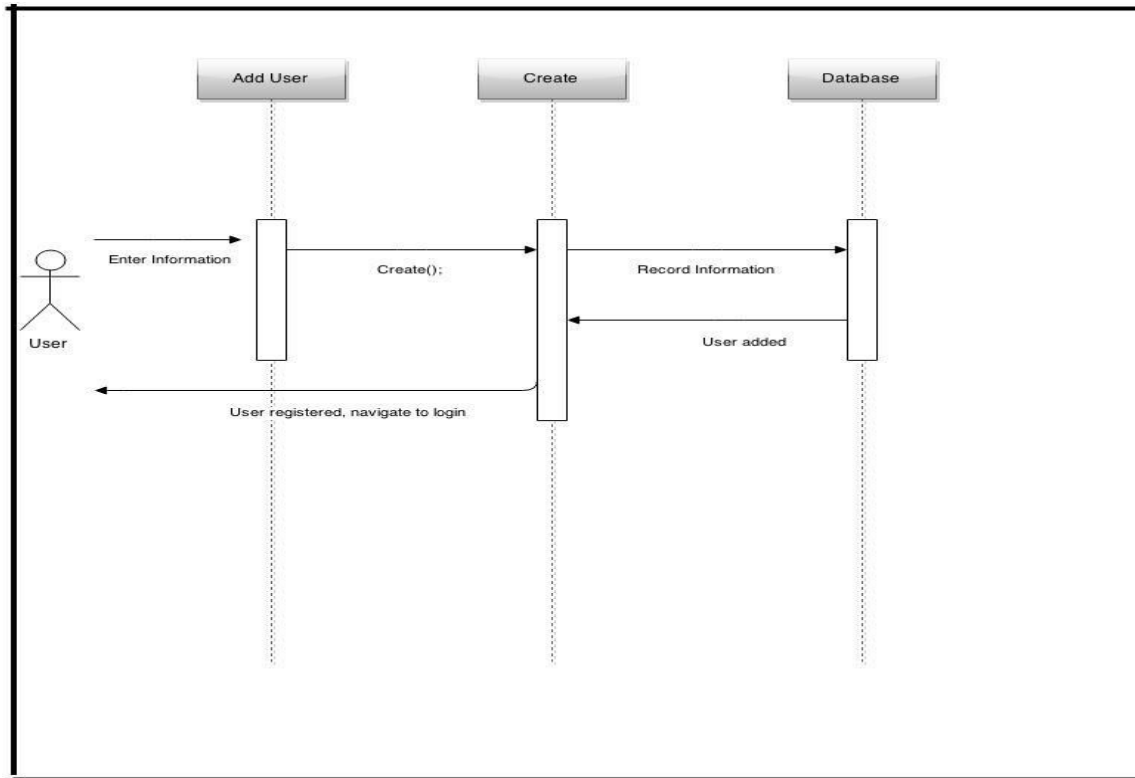 Add User
Create
Database
Enter Information
Create();
Record Information
User
User added
User registered, navigate to login